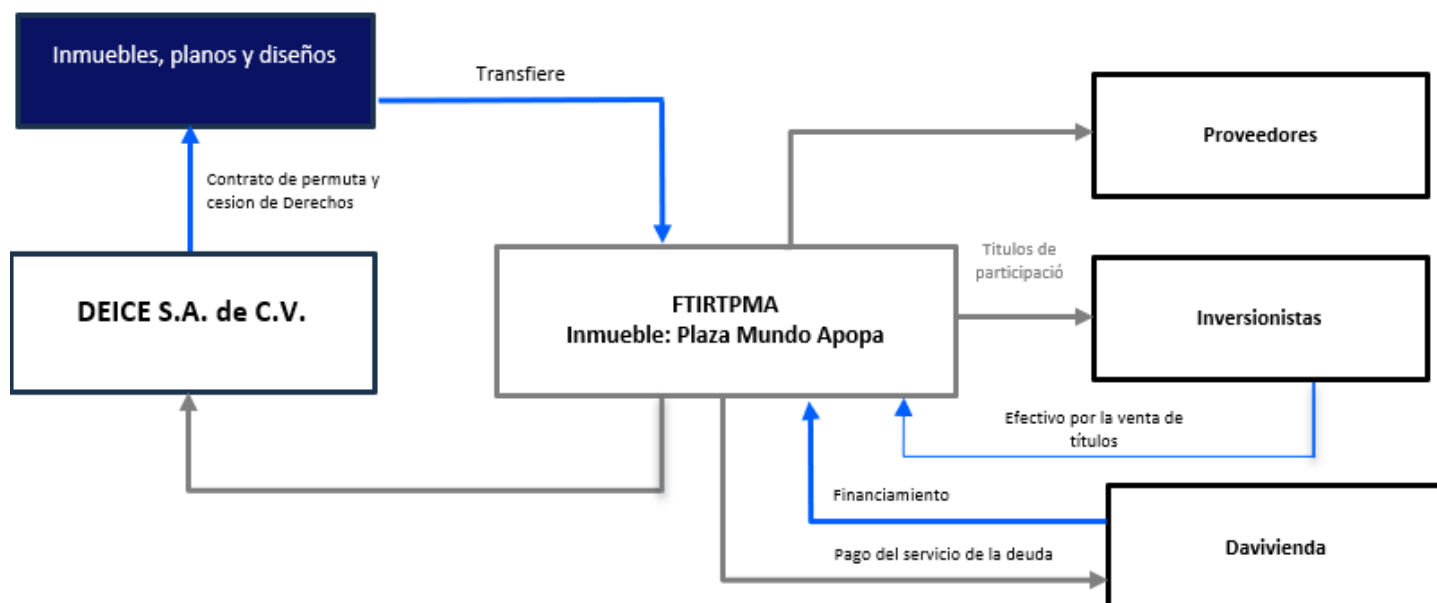 Inmuebles, planos y diseños
Transfiere
Contrato de permuta y
cesion de Derechos
DEICE S.A. de C.V.
FTIRTPMA
Inmueble: Plaza Mundo Apopa
Proveedores
Titulos de
participació
Inversionistas
Efectivo por la venta de
títulos
Financiamiento
Pago del servicio de la deuda
Davivienda